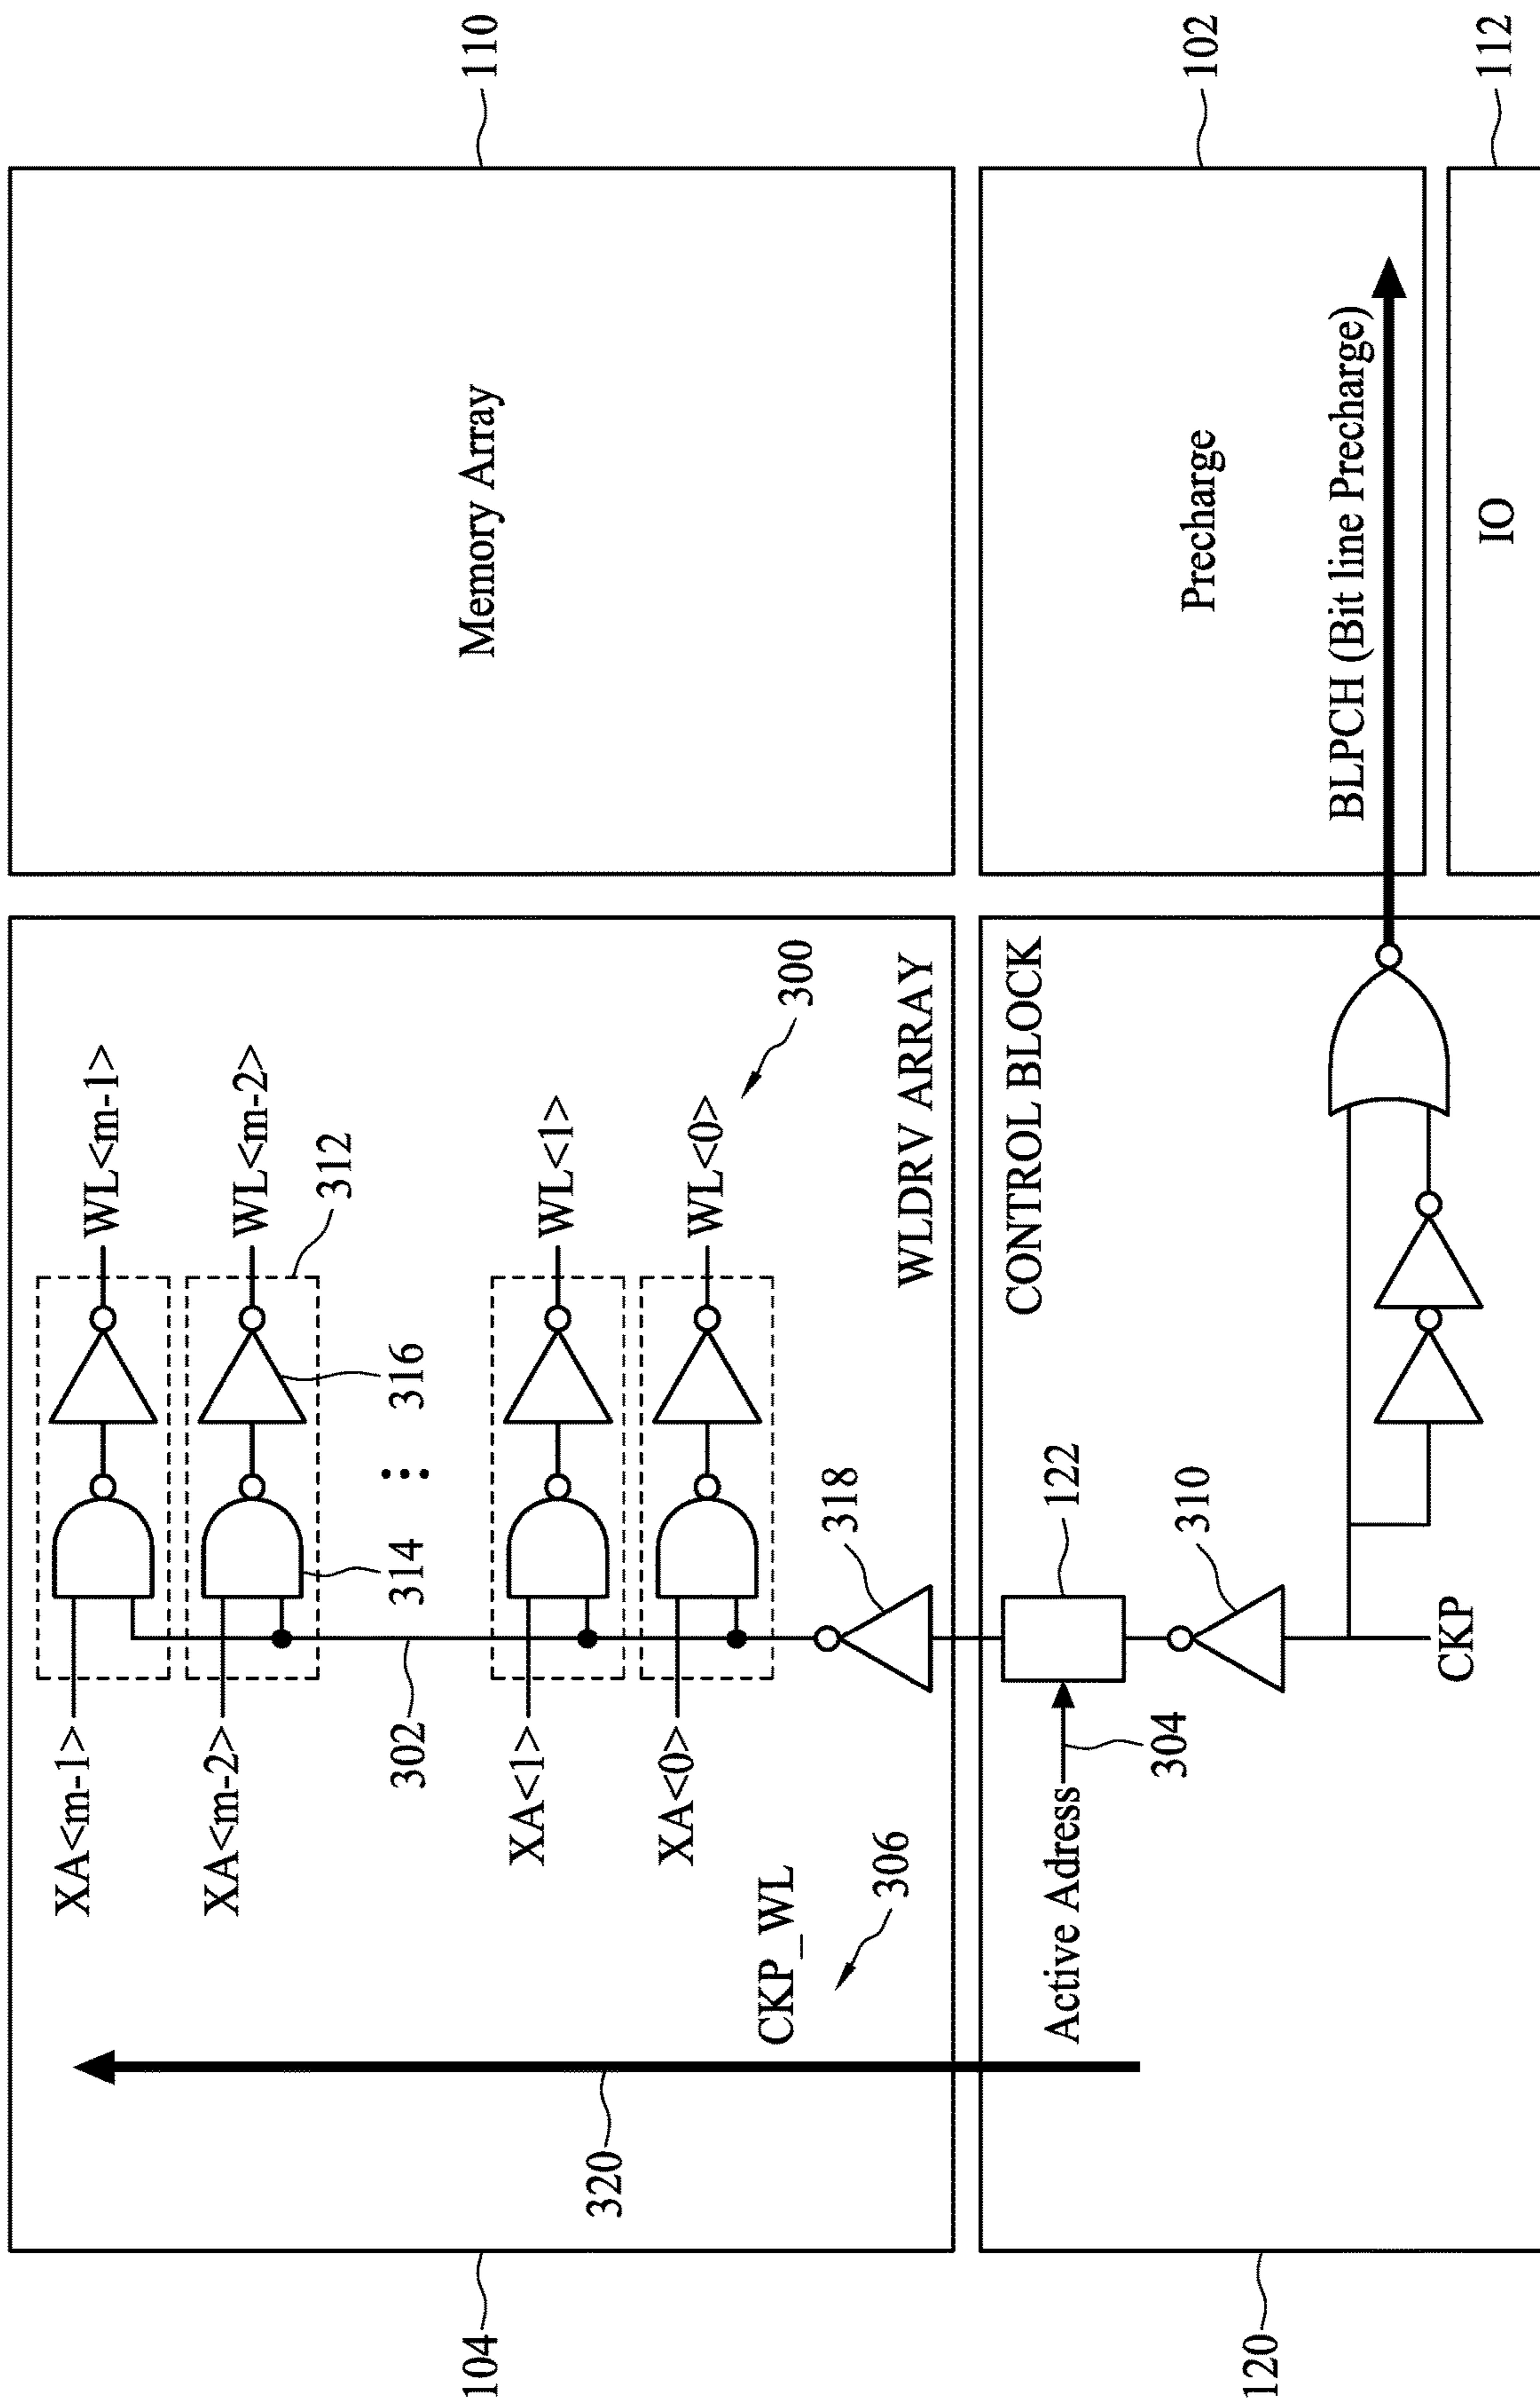 104
320
XA<m-1>
WL<m-1>
XA<m-2>
WL<m-2>
312
302
314
316
XA<1>
WL<1>
XA<0>
WL<0>
CKP_WL
306
318
300
WLDRV ARRAY
Memory Array
110
120
CONTROL BLOCK
Active Adress
304
122
310
CKP
Precharge
102
BLPCH (Bit line Precharge)
IO
112